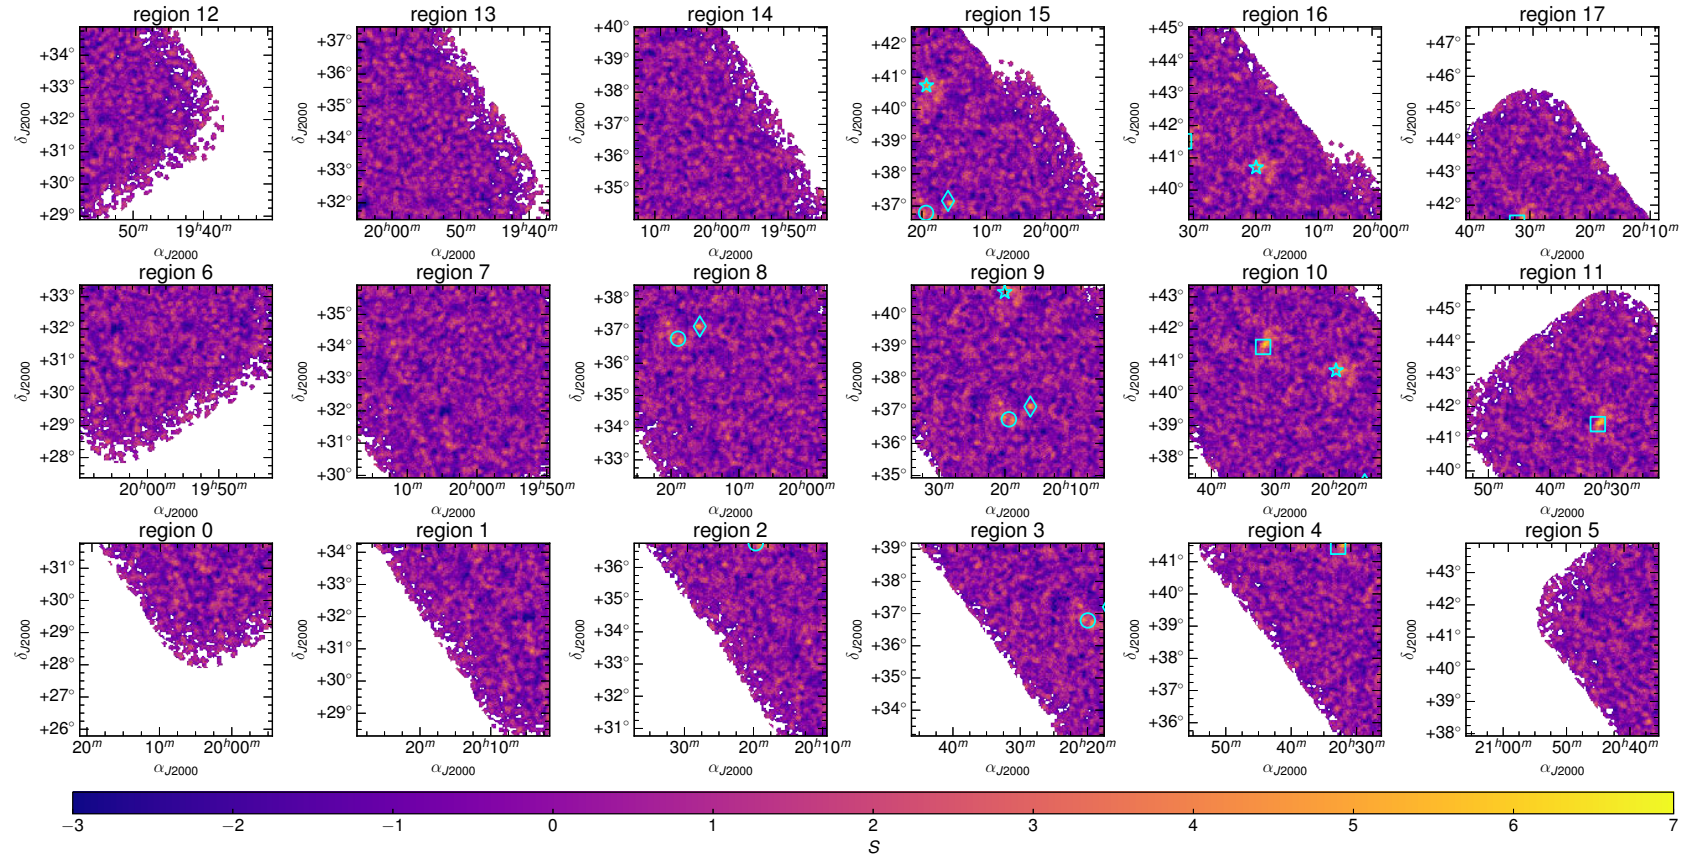 region 12 region 13 region 14 region 15 region 16 region 17
δJ2000 +34° +33° +32° +31° +30° +29°
50ᵐ 19ʰ40ᵐ
αJ2000
δJ2000 +37° +36° +35° +34° +33° +32°
20ʰ00ᵐ 50ᵐ 19ʰ40ᵐ
αJ2000
δJ2000 +40° +39° +38° +37° +36° +35°
10ᵐ 20ʰ00ᵐ 19ʰ50ᵐ
αJ2000
δJ2000 +42° +41° +40° +39° +38° +37°
20ᵐ 10ᵐ 20ʰ00ᵐ
αJ2000
δJ2000 +45° +44° +43° +42° +41° +40°
30ᵐ 20ᵐ 10ᵐ 20ʰ00ᵐ
αJ2000
δJ2000 +47° +46° +45° +44° +43° +42°
40ᵐ 30ᵐ 20ᵐ 20ʰ10ᵐ
αJ2000
region 6 region 7 region 8 region 9 region 10 region 11
δJ2000 +33° +32° +31° +30° +29° +28°
20ʰ00ᵐ 19ʰ50ᵐ
αJ2000
δJ2000 +35° +34° +33° +32° +31° +30°
10ᵐ 20ʰ00ᵐ 19ʰ50ᵐ
αJ2000
δJ2000 +38° +37° +36° +35° +34° +33°
20ᵐ 10ᵐ 20ʰ00ᵐ
αJ2000
δJ2000 +40° +39° +38° +37° +36° +35°
30ᵐ 20ᵐ 20ʰ10ᵐ
αJ2000
δJ2000 +43° +42° +41° +40° +39° +38°
40ᵐ 30ᵐ 20ʰ20ᵐ
αJ2000
δJ2000 +45° +44° +43° +42° +41° +40°
50ᵐ 40ᵐ 20ʰ30ᵐ
αJ2000
region 0 region 1 region 2 region 3 region 4 region 5
δJ2000 +31° +30° +29° +28° +27° +26°
20ᵐ 10ᵐ 20ʰ00ᵐ
αJ2000
δJ2000 +34° +33° +32° +31° +30° +29°
20ᵐ 20ʰ10ᵐ
αJ2000
δJ2000 +36° +35° +34° +33° +32° +31°
30ᵐ 20ᵐ 20ʰ10ᵐ
αJ2000
δJ2000 +39° +38° +37° +36° +35° +34°
40ᵐ 30ᵐ 20ʰ20ᵐ
αJ2000
δJ2000 +41° +40° +39° +38° +37° +36°
50ᵐ 40ᵐ 20ʰ30ᵐ
αJ2000
δJ2000 +43° +42° +41° +40° +39° +38°
21ʰ00ᵐ 50ᵐ 20ʰ40ᵐ
αJ2000
−3 −2 −1 0 1 2 3 4 5 6 7
S